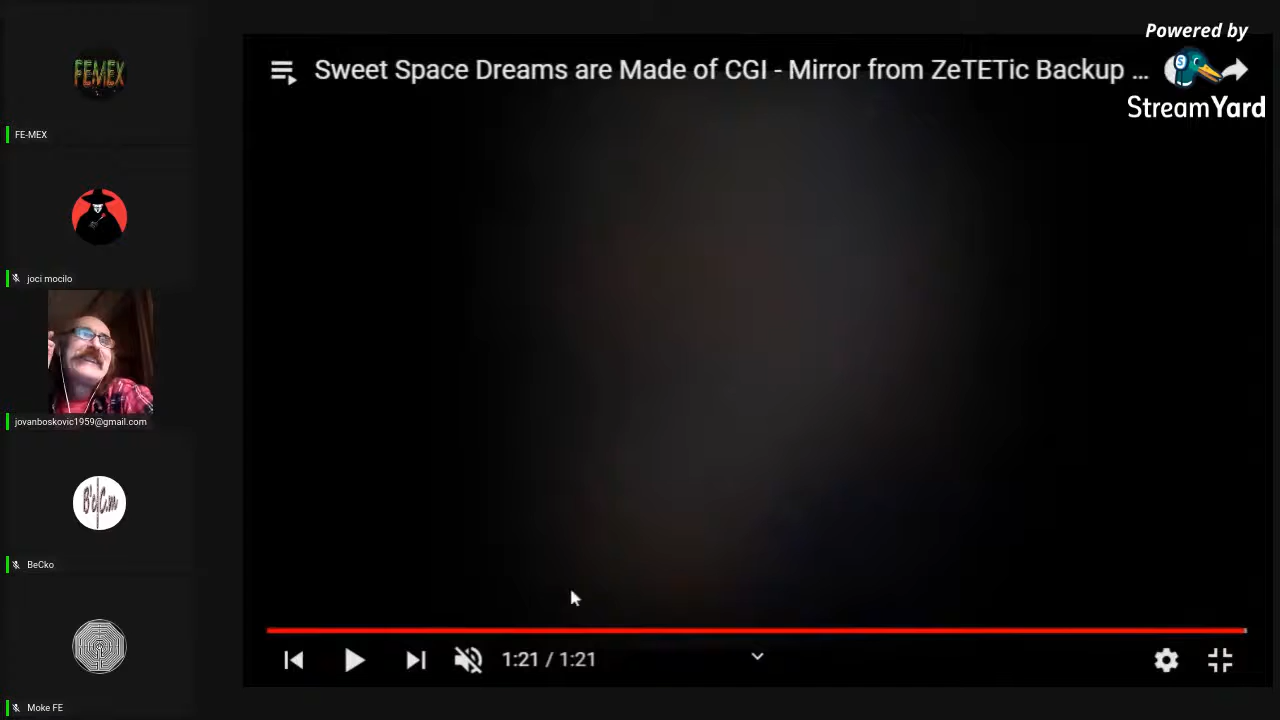 Powered by
StreamYard
Sweet Space Dreams are Made of CGI - Mirror from ZeTETic Backup ...
FEMEX
FE-MEX
joci mocilo
jovanboskovic1959@gmail.com
BeCko
Moke FE
1:21 / 1:21